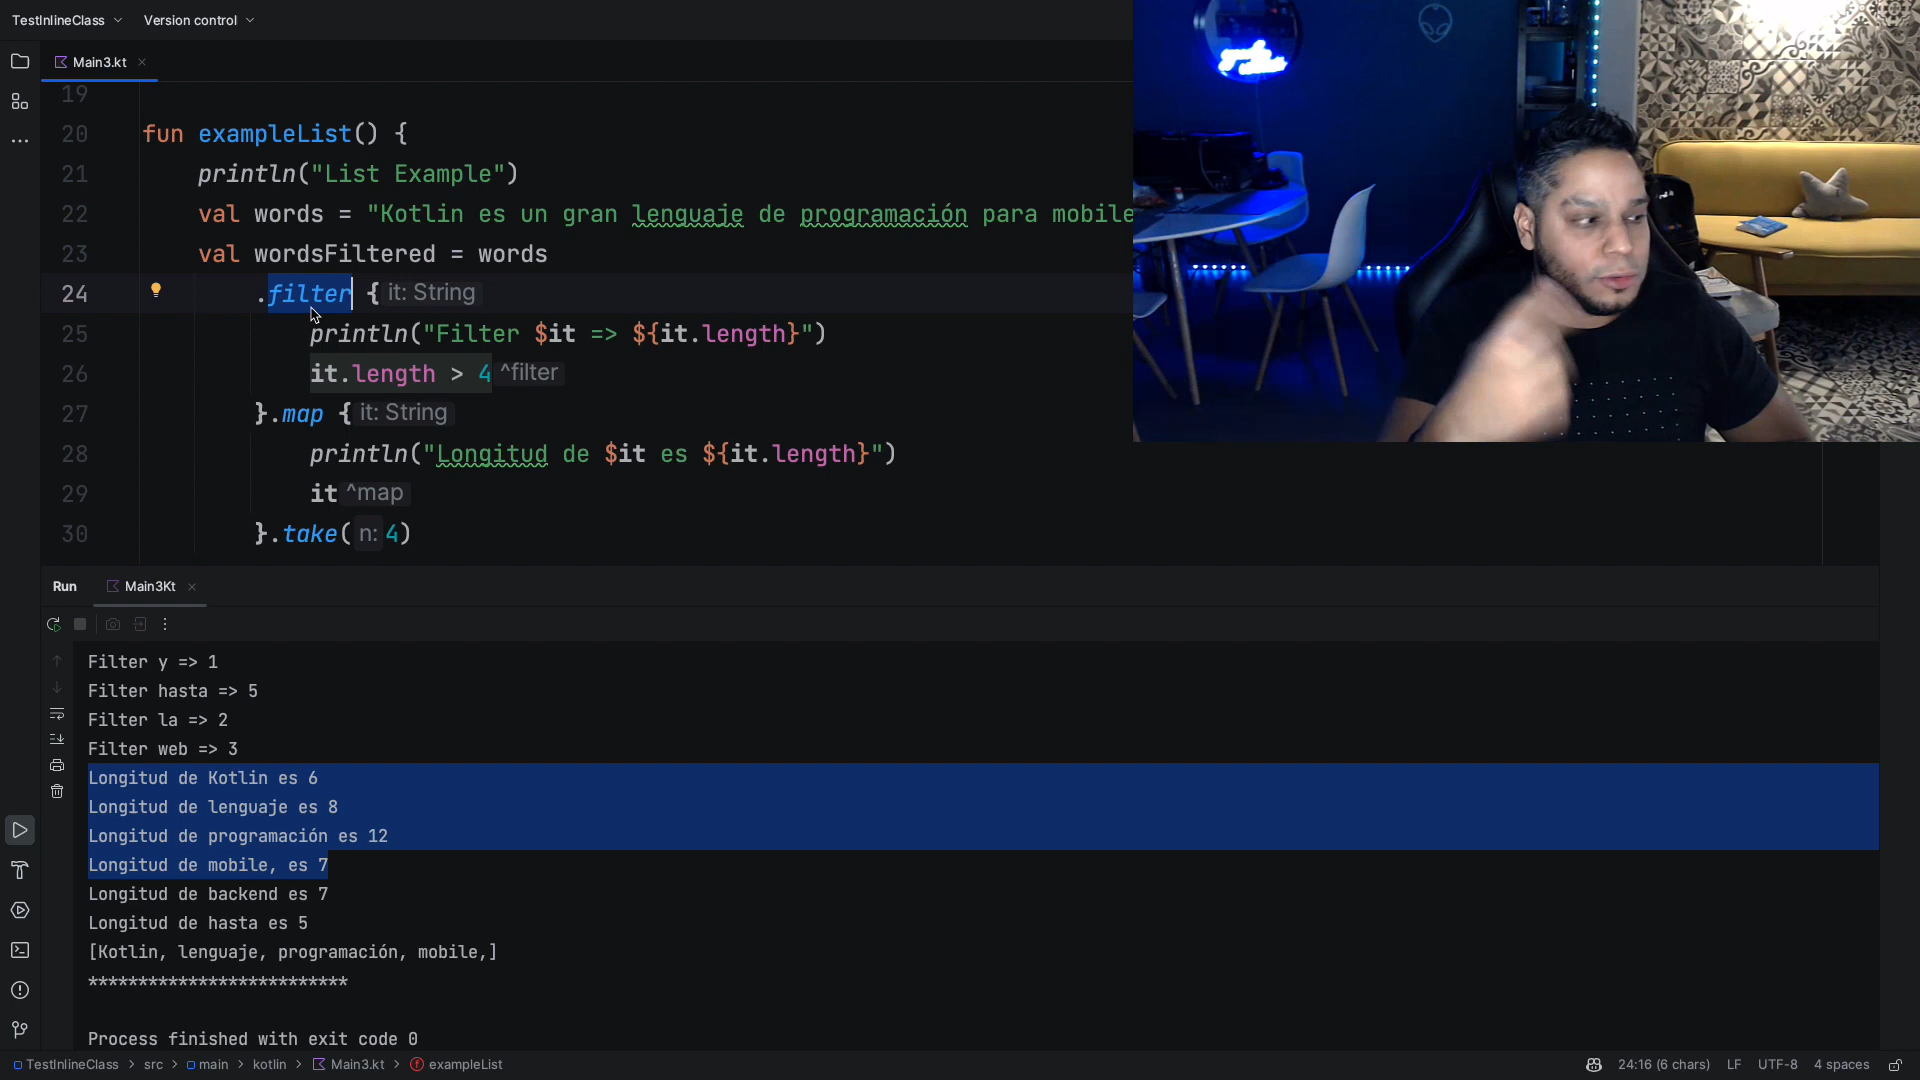 TestInlineClass
Version control
Main3.kt
19
20 fun exampleList() {
21 println("List Example")
22 val words = "Kotlin es un gran lenguaje de programación para mobile
23 val wordsFiltered = words
24 .filter { it: String
25 println("Filter $it => ${it.length}")
26 it.length > 4 ^filter
27 }.map { it: String
28 println("Longitud de $it es ${it.length}")
29 it ^map
30 }.take( n: 4)
Run
Main3Kt
Filter y => 1
Filter hasta => 5
Filter la => 2
Filter web => 3
Longitud de Kotlin es 6
Longitud de lenguaje es 8
Longitud de programación es 12
Longitud de mobile, es 7
Longitud de backend es 7
Longitud de hasta es 5
[Kotlin, lenguaje, programación, mobile,]
**************************
Process finished with exit code 0
TestInlineClass > src > main > kotlin > Main3.kt > exampleList
24:16 (6 chars) LF UTF-8 4 spaces